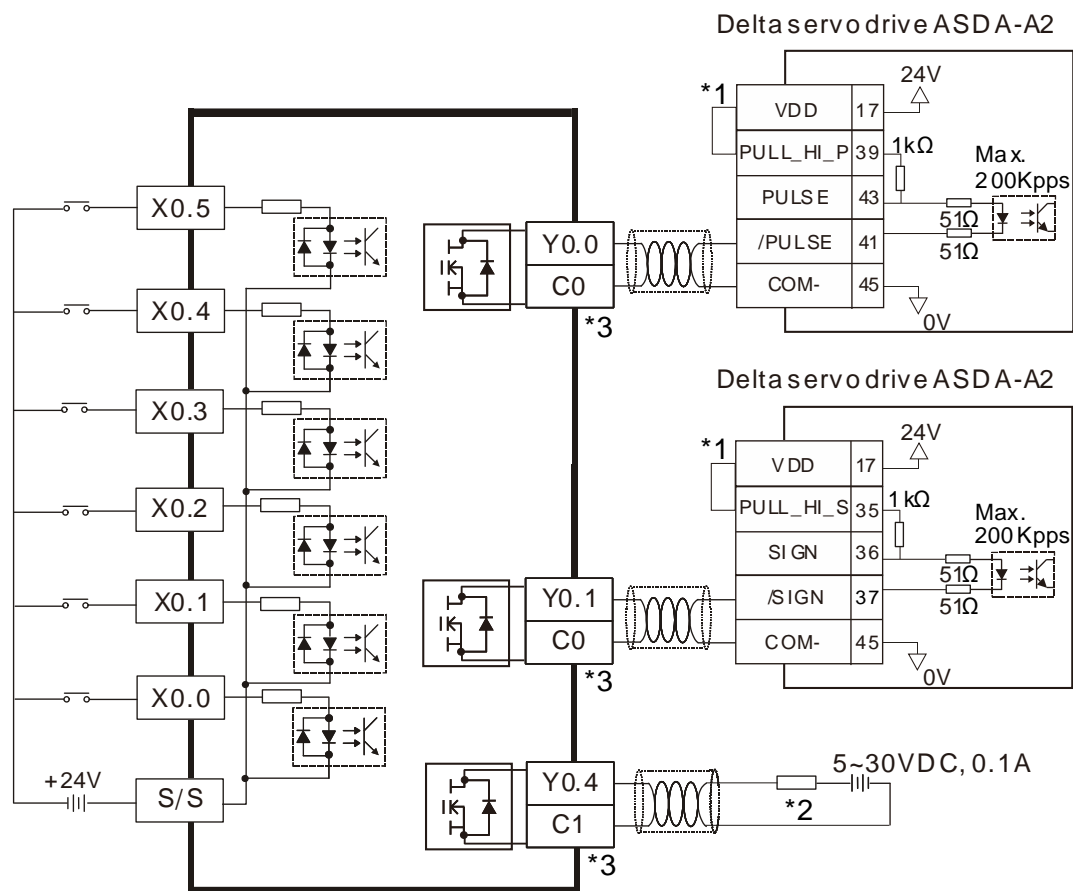 Delta servo drive ASDA-A2
*1
VDD 17
24V
PULL_HI_P 39
1kΩ
PULSE 43
Max.
200Kpps
51Ω
/PULSE 41
51Ω
COM- 45
0V
Y0.0
C0
*3
Delta servo drive ASDA-A2
*1
VDD 17
24V
PULL_HI_S 35
1kΩ
SIGN 36
Max.
200Kpps
51Ω
/SIGN 37
51Ω
COM- 45
0V
Y0.1
C0
*3
Y0.4
C1
*3
5~30VDC, 0.1A
*2
X0.5
X0.4
X0.3
X0.2
X0.1
X0.0
+24V
S/S